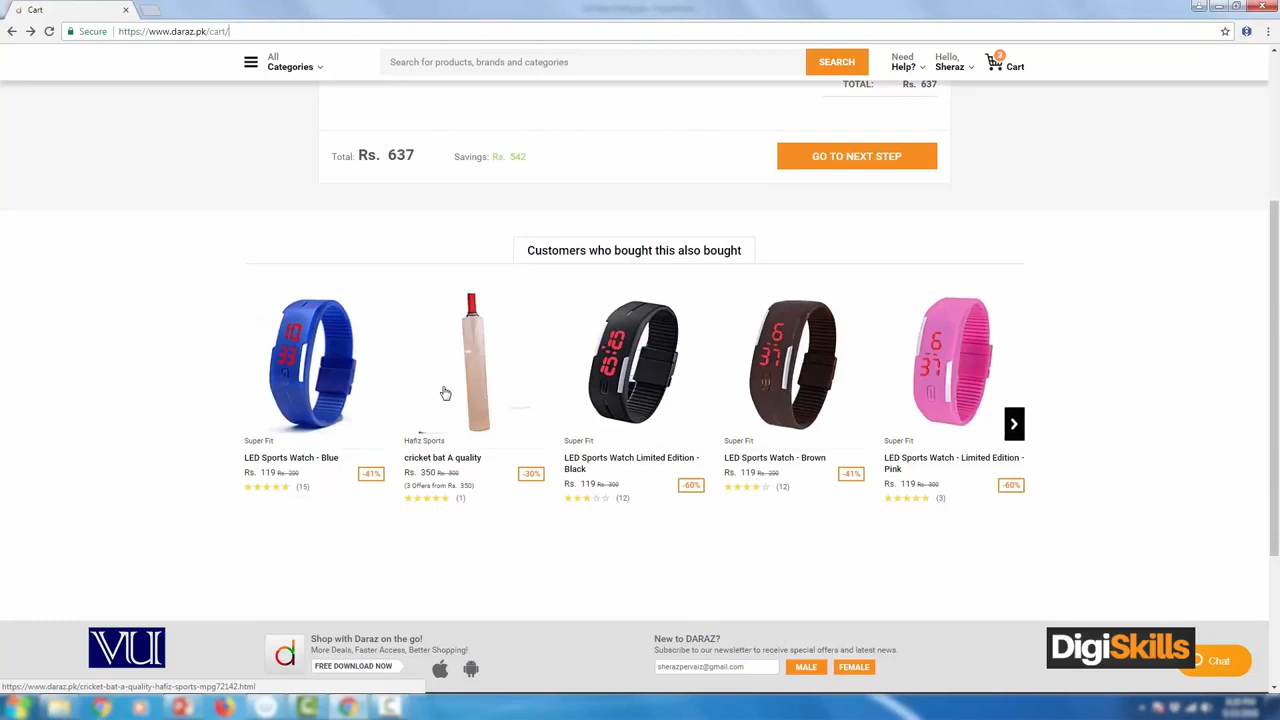 Cart
Secure https://www.daraz.pk/cart/
All
Categories
Search for products, brands and categories
SEARCH
Need
Help?
Hello,
Sheraz
3
Cart
TOTAL: Rs. 637
Total: Rs. 637
Savings: Rs. 542
GO TO NEXT STEP
Customers who bought this also bought
Super Fit
LED Sports Watch - Blue
Rs. 119
-41%
(15)
Hafiz Sports
cricket bat A quality
Rs. 350 Rs. 500
-30%
(3 Offers from Rs. 350)
(1)
Super Fit
LED Sports Watch Limited Edition -
Black
Rs. 119 Rs. 300
-60%
(12)
Super Fit
LED Sports Watch - Brown
Rs. 119
-41%
(12)
Super Fit
LED Sports Watch - Limited Edition -
Pink
Rs. 119 Rs. 300
-60%
(3)
VU
d
Shop with Daraz on the go!
More Deals, Faster Access, Better Shopping!
FREE DOWNLOAD NOW
New to DARAZ?
Subscribe to our newsletter to receive special offers and latest news.
sherazpervaiz@gmail.com
MALE
FEMALE
DigiSkills
Chat
https://www.daraz.pk/cricket-bat-a-quality-hafiz-sports-mpg72142.html